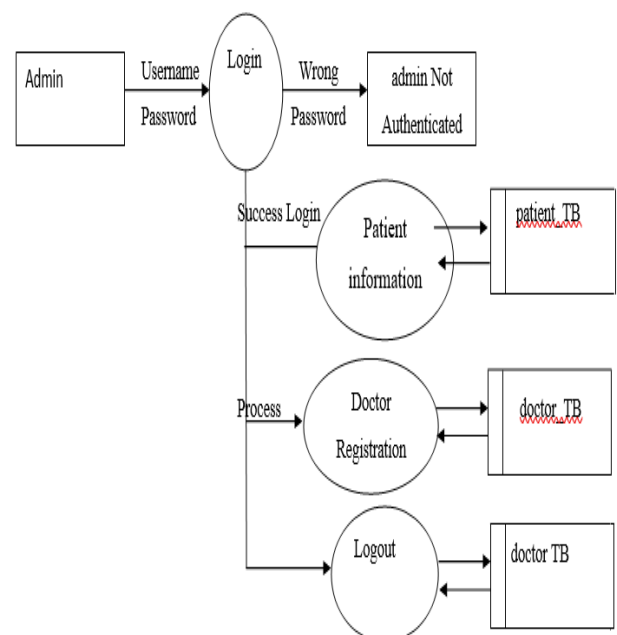 Admin
Username
Password
Login
Wrong
Password
admin Not
Authenticated
Success Login
Patient
information
patient_TB
Process
Doctor
Registration
doctor_TB
Logout
doctor TB